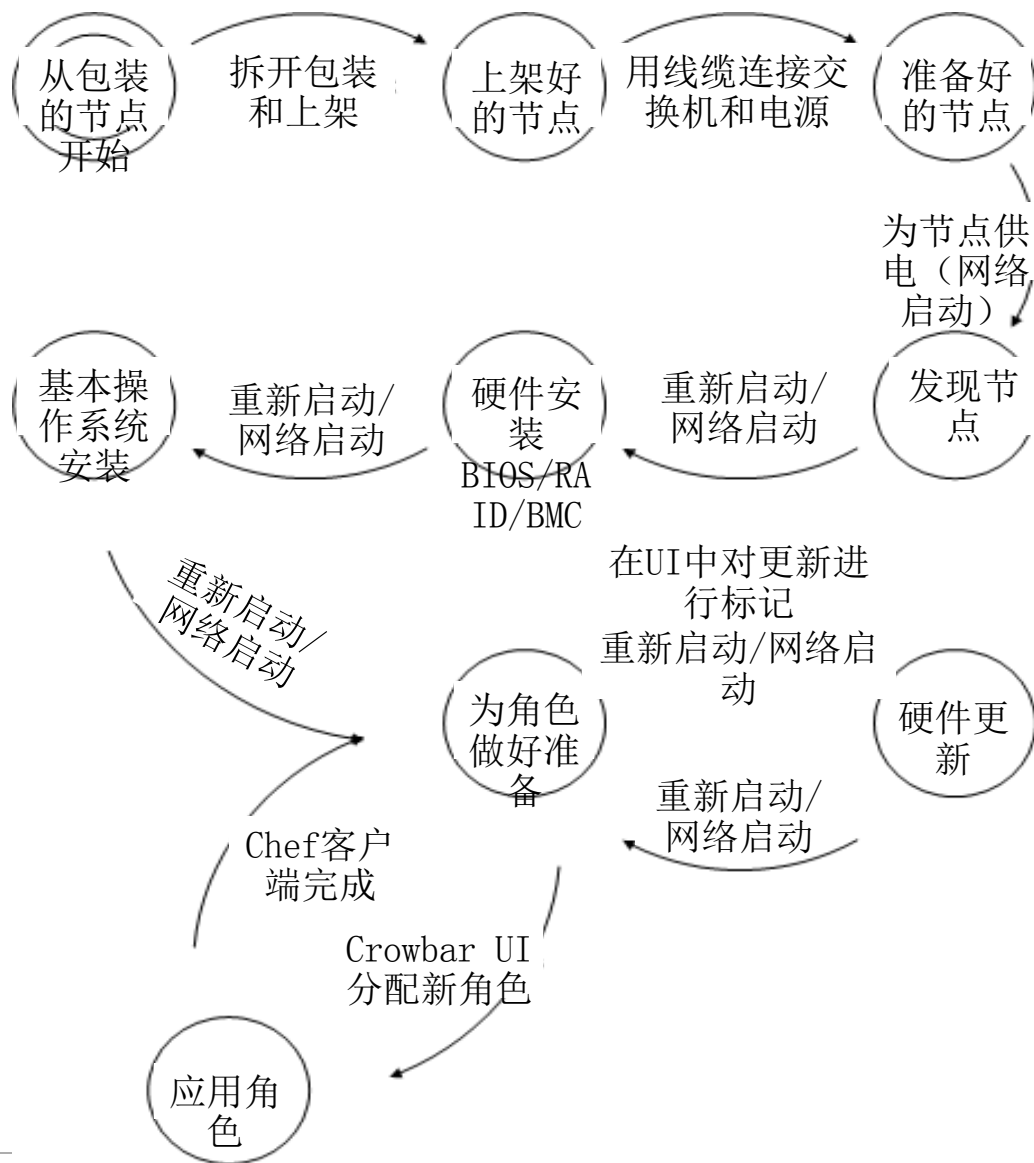 从包装
的节点
开始
拆开包装
和上架
上架好
的节点
用线缆连接交
换机和电源
准备好
的节点
为节点供
电（网络
启动）
发现节
点
重新启动/
网络启动
硬件安
装
BIOS/RA
ID/BMC
重新启动/
网络启动
基本操
作系统
安装
重新启动/
网络启动
在UI中对更新进
行标记
重新启动/网络启
动
为角色
做好准
备
硬件更
新
重新启动/
网络启动
Chef客户
端完成
Crowbar UI
分配新角色
应用角
色